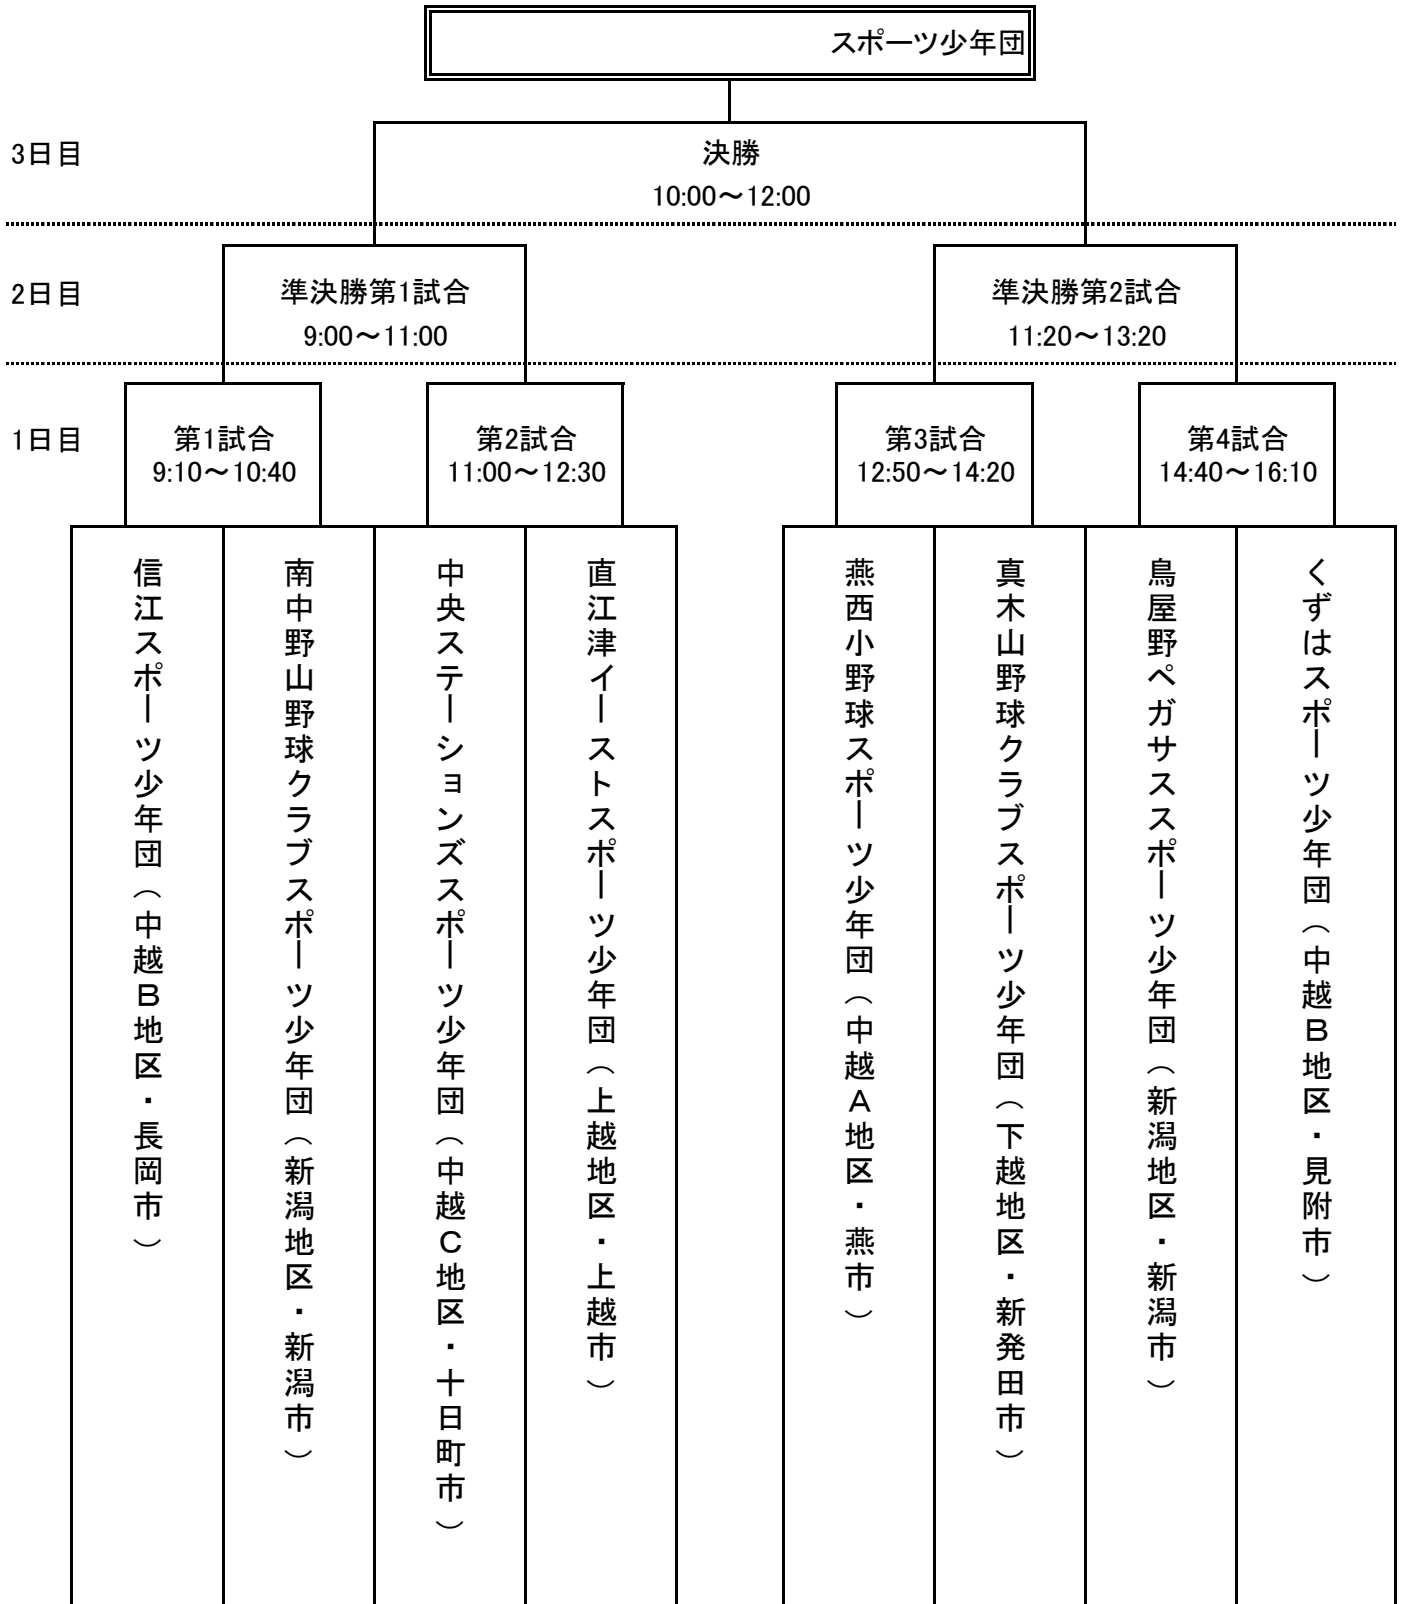 スポーツ少年団
3日目
決勝
10:00～12:00
2日目
準決勝第1試合
9:00～11:00
準決勝第2試合
11:20～13:20
1日目
第1試合
9:10～10:40
第2試合
11:00～12:30
第3試合
12:50～14:20
第4試合
14:40～16:10
信江スポーツ少年団（中越B地区・長岡市）
南中野山野球クラブスポーツ少年団（新潟地区・新潟市）
中央ステーションズスポーツ少年団（中越C地区・十日町市）
直江津イーストスポーツ少年団（上越地区・上越市）
燕西小野球スポーツ少年団（中越A地区・燕市）
真木山野球クラブスポーツ少年団（下越地区・新発田市）
鳥屋野ペガサススポーツ少年団（新潟地区・新潟市）
くずはスポーツ少年団（中越B地区・見附市）